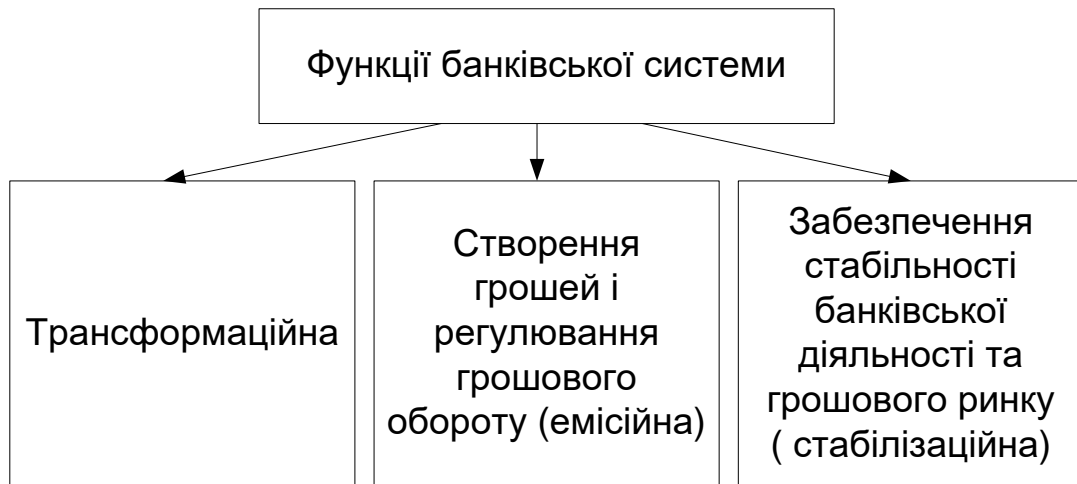 Функції банківської системи
Трансформаційна
Створення
грошей і
регулювання
грошового
обороту (емісійна)
Забезпечення
стабільності
банківської
діяльності та
грошового ринку
( стабілізаційна)